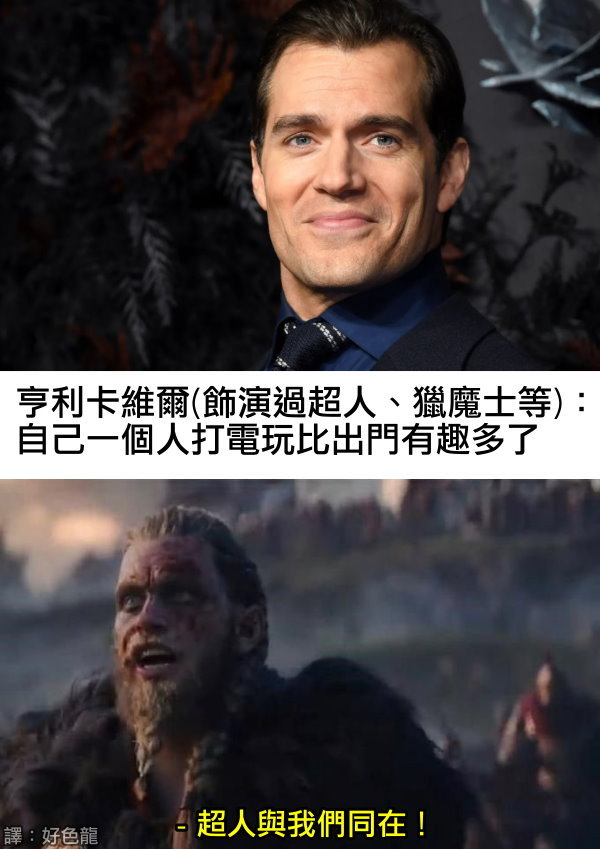 亨利卡維爾(飾演過超人、獵魔士等)：
自己一個人打電玩比出門有趣多了
- 超人與我們同在！
譯：好色龍